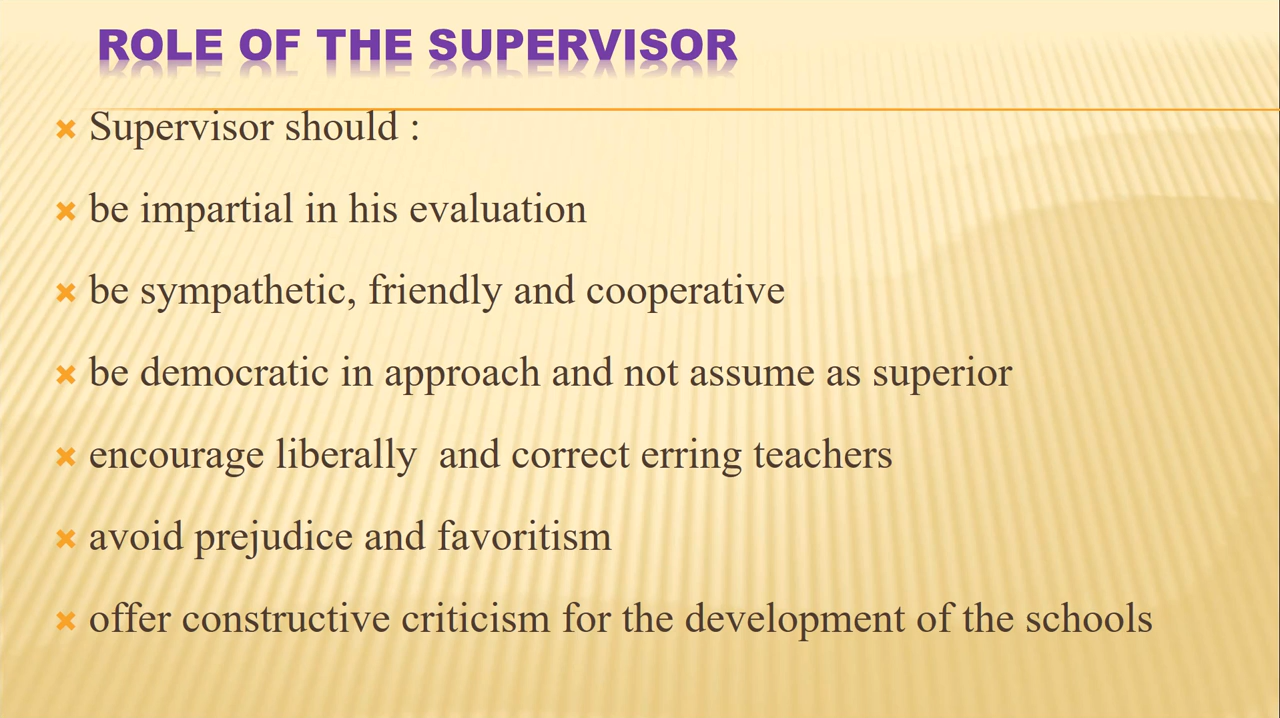 ROLE OF THE SUPERVISOR
Supervisor should :
be impartial in his evaluation
be sympathetic, friendly and cooperative
be democratic in approach and not assume as superior
encourage liberally  and correct erring teachers
avoid prejudice and favoritism
offer constructive criticism for the development of the schools